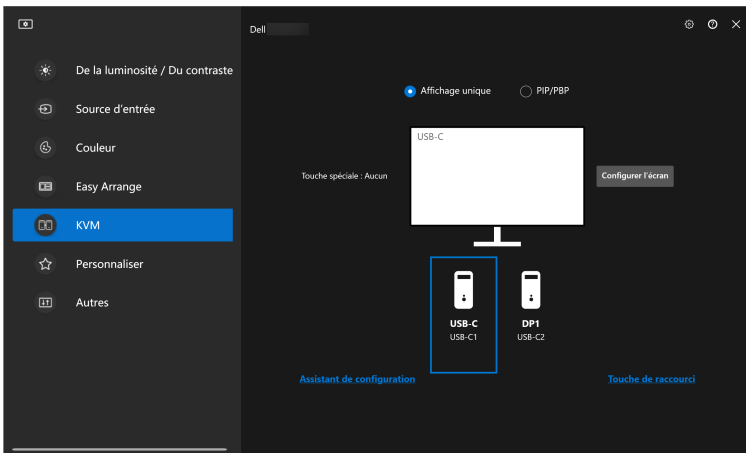 Dell
De la luminosité / Du contraste
Source d'entrée
Couleur
Easy Arrange
KVM
Personnaliser
Autres
Affichage unique
PIP/PBP
USB-C
Touche spéciale : Aucun
Configurer l'écran
USB-C
USB-C1
DP1
USB-C2
Assistant de configuration
Touche de raccourci